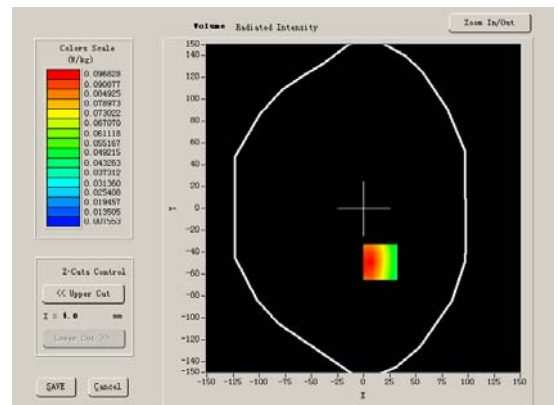 Volume Radiated Intensity
Zoom In/Out
Colors Scale
(W/kg)
0.096828
0.090877
0.084925
0.078973
0.073022
0.067070
0.061118
0.055167
0.049215
0.043263
0.037312
0.031360
0.025408
0.019457
0.013505
0.007553
Z-Cuts Control
<< Upper Cut
Z = 4.0 mm
Lower Cut >>
SAVE
Cancel
150
140
120
100
80
60
40
20
0
-20
-40
-60
-80
-100
-120
-140
-150
Y
-150 -125 -100 -75 -50 -25 0 25 50 75 100 125 150
X